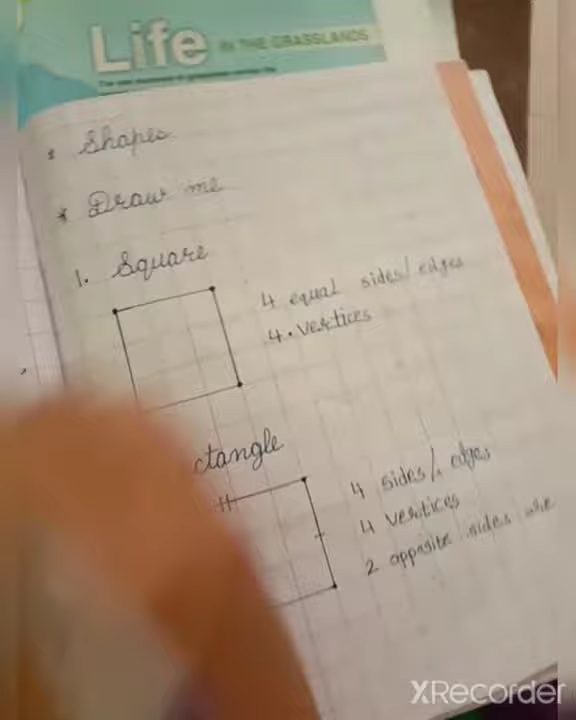 Life IN THE GRASSLANDS
* Shapes
* Draw me
1. Square
4 equal sides/edges
4. vertices
ctangle
4 sides/edges
4 vertices
2 opposite sides are
XRecorder